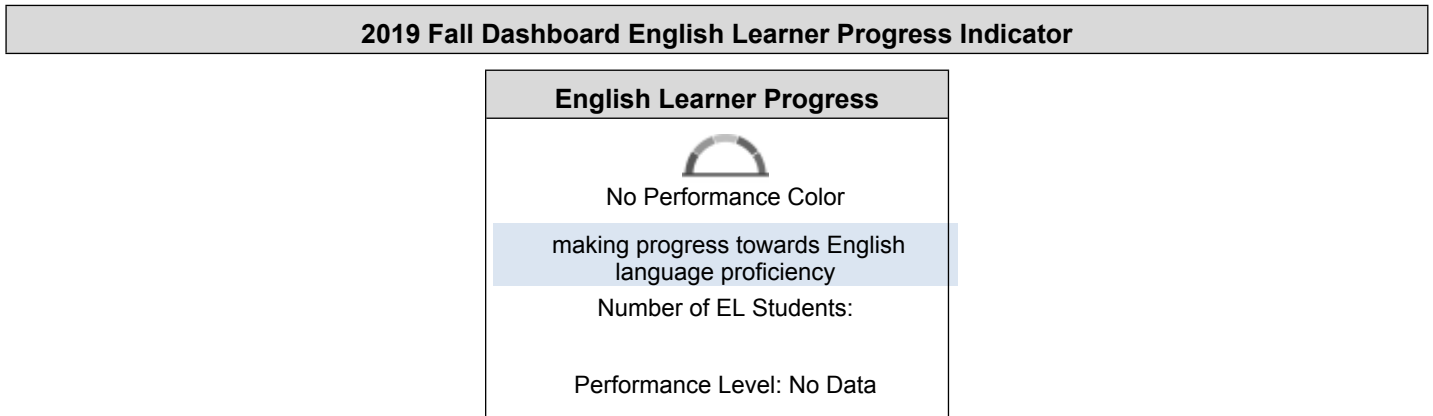 2019 Fall Dashboard English Learner Progress Indicator
English Learner Progress
No Performance Color
making progress towards English
language proficiency
Number of EL Students:
Performance Level: No Data